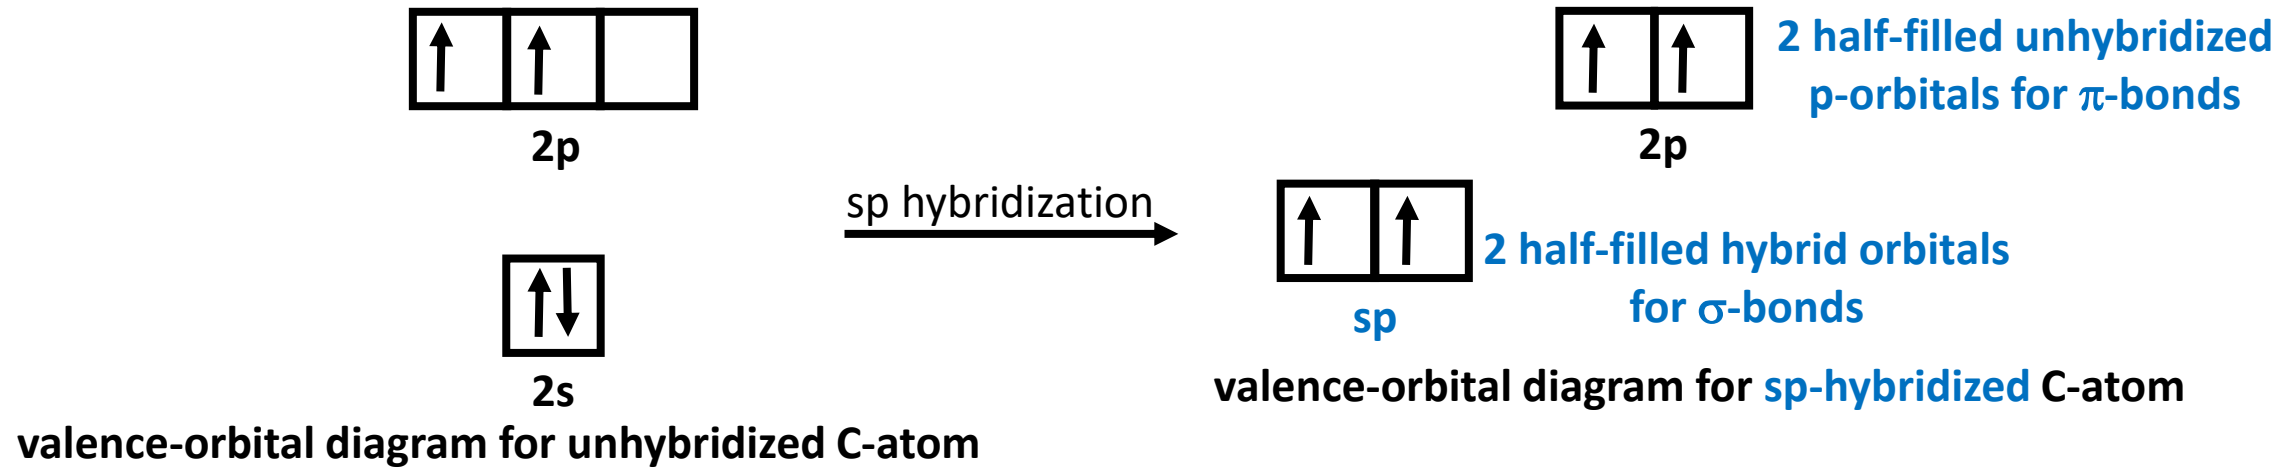 2p
2s
valence-orbital diagram for unhybridized C-atom
sp hybridization
2p
2 half-filled unhybridized
p-orbitals for π-bonds
sp
2 half-filled hybrid orbitals
for σ-bonds
valence-orbital diagram for sp-hybridized C-atom